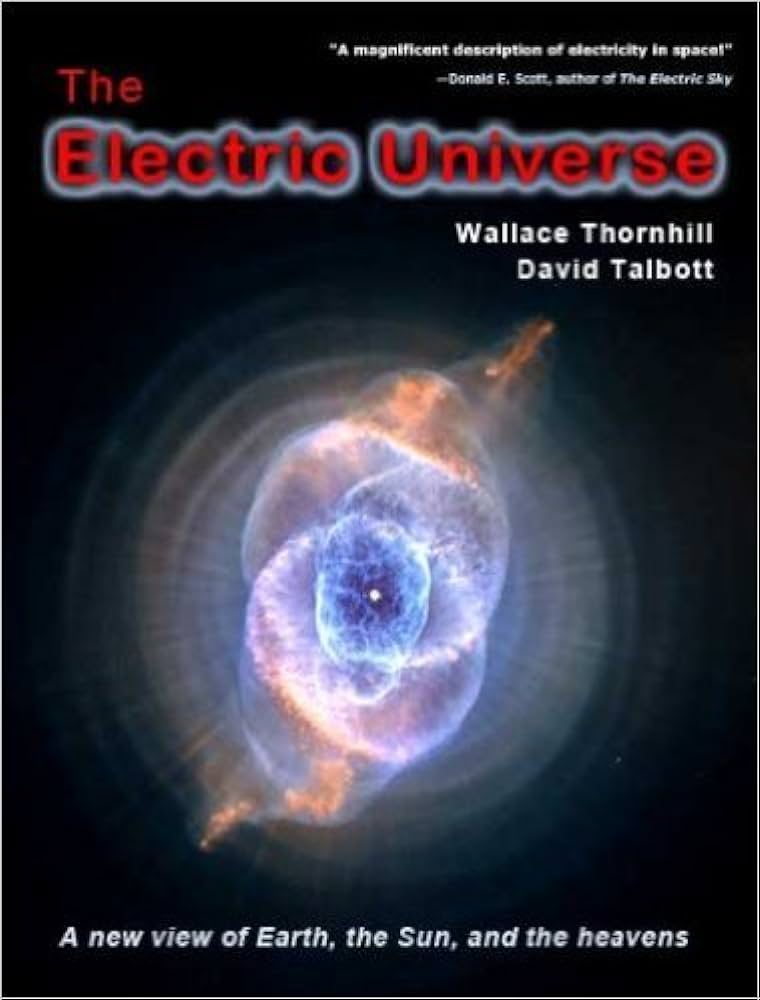 "A magnificent description of electricity in space!"
—Donald E. Scott, author of The Electric Sky
The
Electric Universe
Wallace Thornhill
David Talbott
A new view of Earth, the Sun, and the heavens